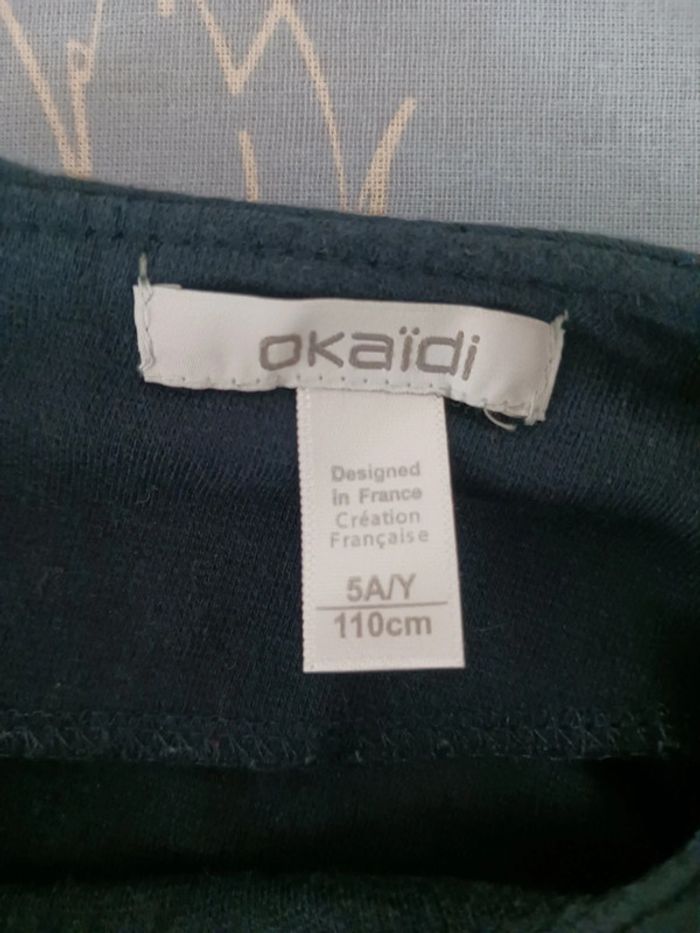 okaïdi
Designed
in France
Création
Française
5A/Y
110cm